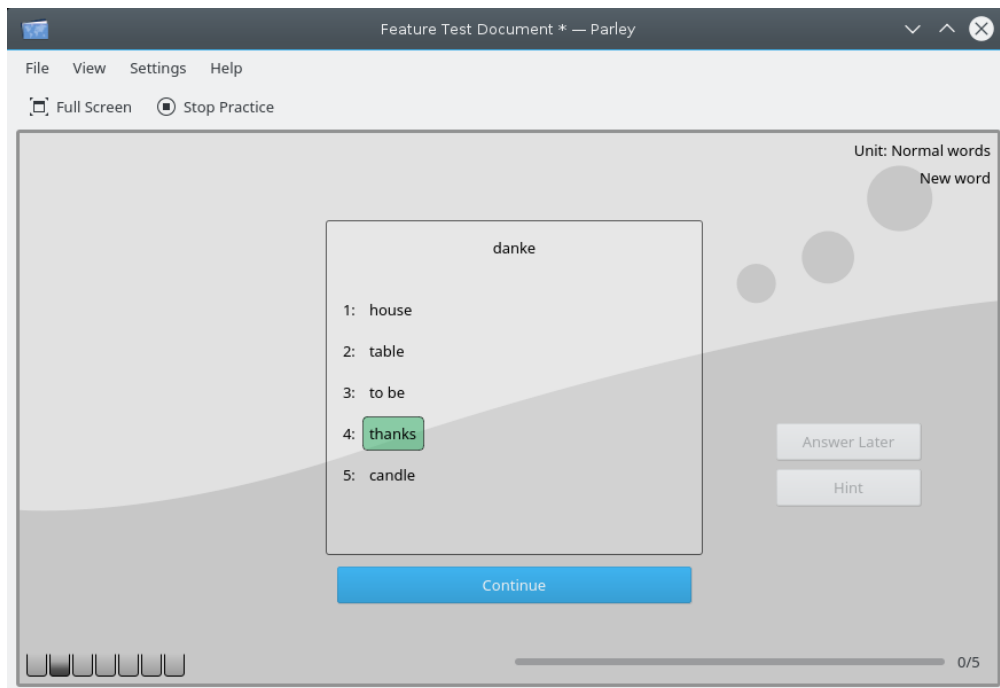 Feature Test Document * — Parley
File View Settings Help
Full Screen Stop Practice
Unit: Normal words
New word
danke
1: house
2: table
3: to be
4: thanks
5: candle
Answer Later
Hint
Continue
0/5